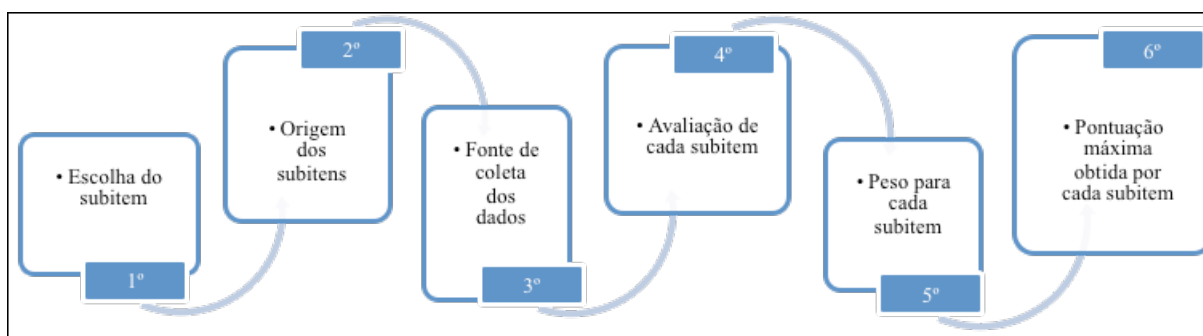 1º
• Escolha do
subitem
2º
• Origem
dos
subitens
3º
• Fonte de
coleta
dos
dados
4º
• Avaliação de
cada subitem
5º
• Peso para
cada
subitem
6º
• Pontuação
máxima
obtida por
cada subitem